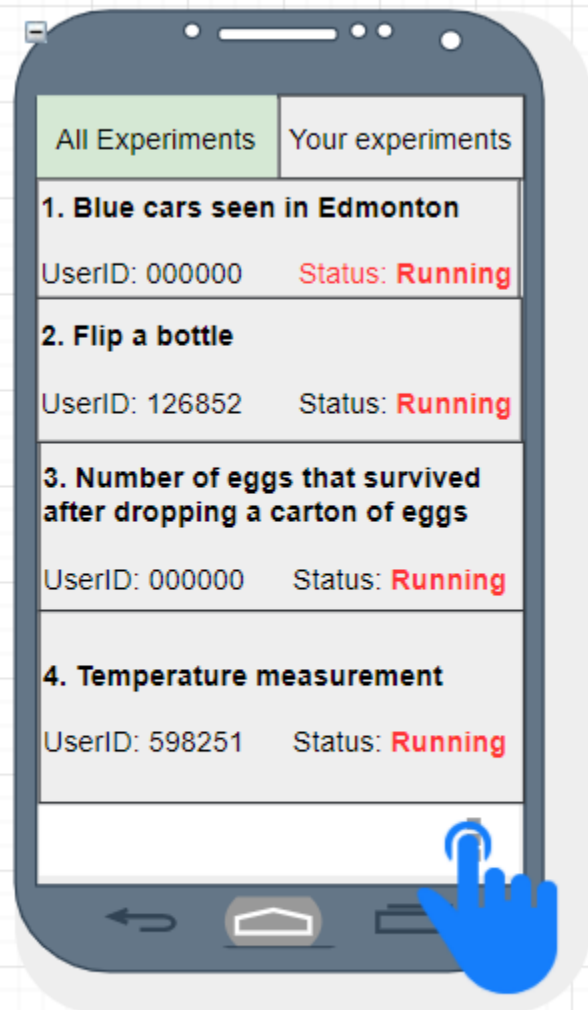 All Experiments
Your experiments
1. Blue cars seen in Edmonton
UserID: 000000 Status: Running
2. Flip a bottle
UserID: 126852 Status: Running
3. Number of eggs that survived
after dropping a carton of eggs
UserID: 000000 Status: Running
4. Temperature measurement
UserID: 598251 Status: Running